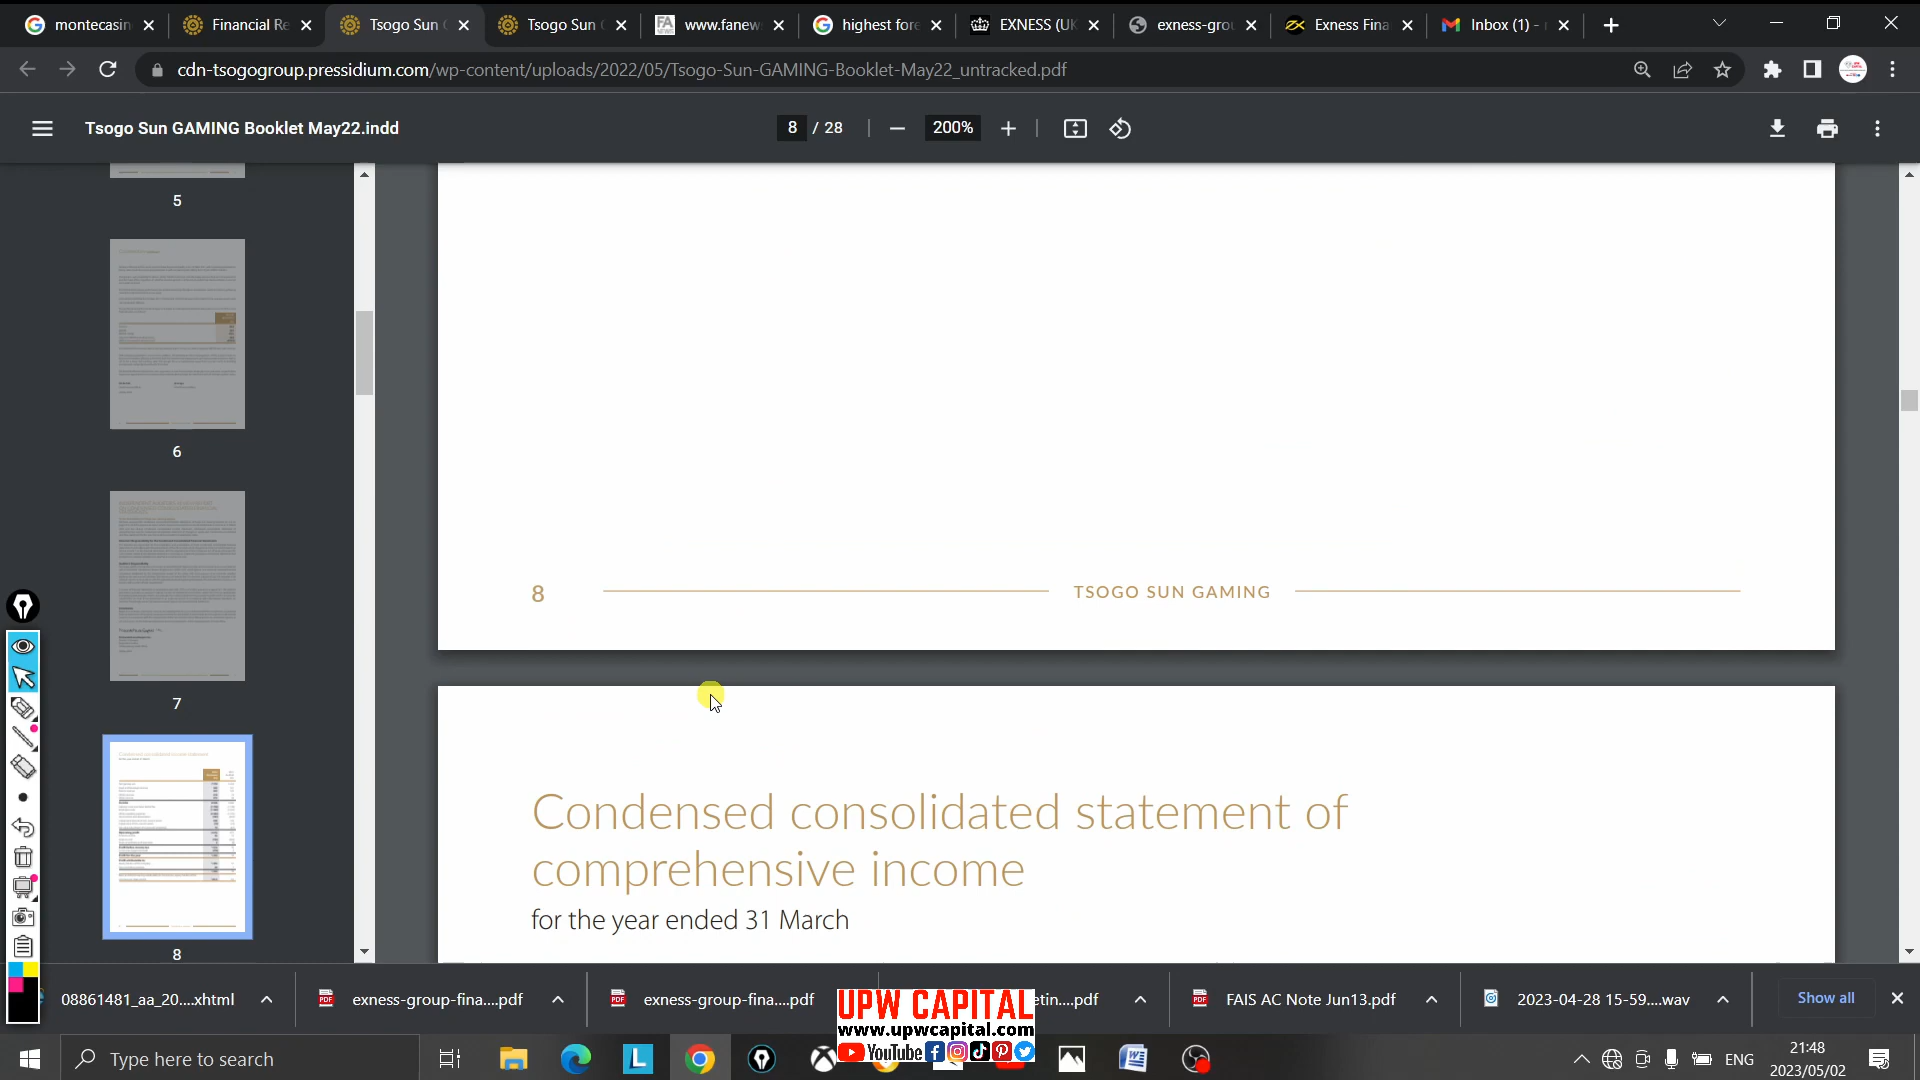 montecasin
Financial Re
Tsogo Sun
Tsogo Sun
www.fanew
highest fore
EXNESS (UK
exness-grou
Exness Fina
Inbox (1) -
cdn-tsogogroup.pressidium.com/wp-content/uploads/2022/05/Tsogo-Sun-GAMING-Booklet-May22_untracked.pdf
Tsogo Sun GAMING Booklet May22.indd
8 / 28
200%
5
6
7
8
8
TSOGO SUN GAMING
Condensed consolidated statement of
comprehensive income
for the year ended 31 March
08861481_aa_20....xhtml
exness-group-fina....pdf
exness-group-fina....pdf
etin....pdf
FAIS AC Note Jun13.pdf
2023-04-28 15-59....wav
Show all
UPW CAPITAL
www.upwcapital.com
YouTube
Type here to search
ENG
21:48
2023/05/02